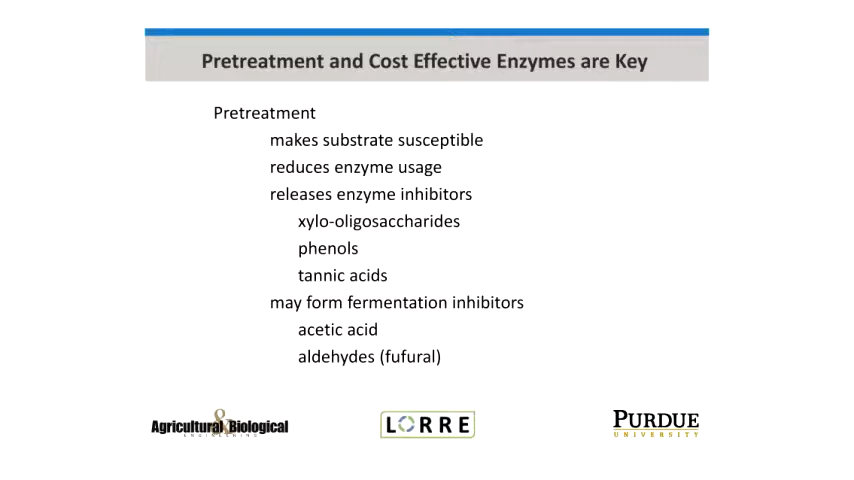 Pretreatment and Cost Effective Enzymes are Key
Pretreatment
makes substrate susceptible
reduces enzyme usage
releases enzyme inhibitors
xylo-oligosaccharides
phenols
tannic acids
may form fermentation inhibitors
acetic acid
aldehydes (fufural)
Agricultural & Biological
ENGINEERING
LORRE
PURDUE
UNIVERSITY